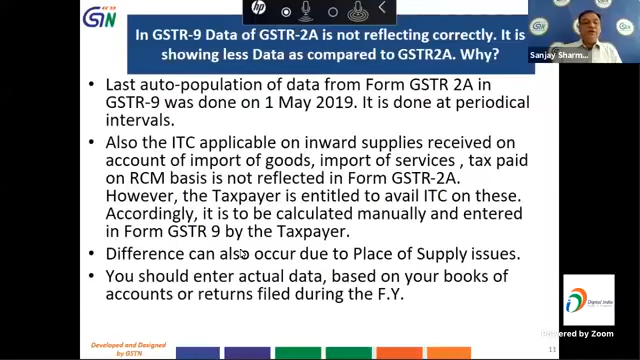 GSTN
hp
In GSTR-9 Data of GSTR-2A is not reflecting correctly. It is
showing less Data as compared to GSTR2A. Why?
Sanjay Sharm...
• Last auto-population of data from Form GSTR 2A in
GSTR-9 was done on 1 May 2019. It is done at periodical
intervals.
• Also the ITC applicable on inward supplies received on
account of import of goods, import of services , tax paid
on RCM basis is not reflected in Form GSTR-2A.
However, the Taxpayer is entitled to avail ITC on these.
Accordingly, it is to be calculated manually and entered
in Form GSTR 9 by the Taxpayer.
• Difference can also occur due to Place of Supply issues.
• You should enter actual data, based on your books of
accounts or returns filed during the F.Y.
Digital India
Powered by Zoom
Developed and Designed
by GSTN
11